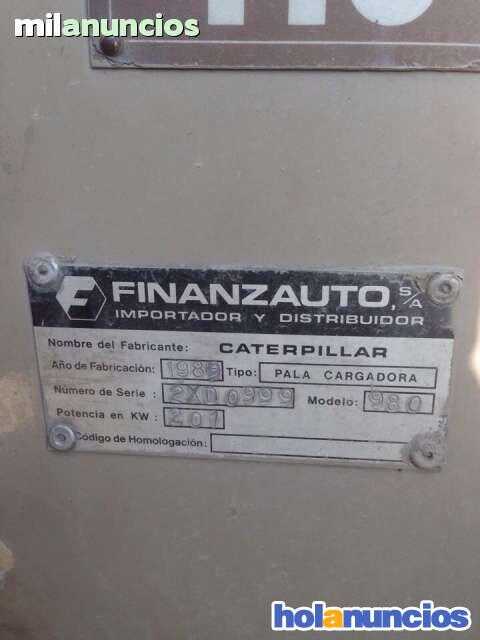 milanuncios
FINANZAUTO, S/A
IMPORTADOR Y DISTRIBUIDOR
Nombre del Fabricante: CATERPILLAR
Año de Fabricación: 1989 Tipo: PALA CARGADORA
Número de Serie : 2XD0999 Modelo: 980
Potencia en KW : 201
Código de Homologación:
holanuncios